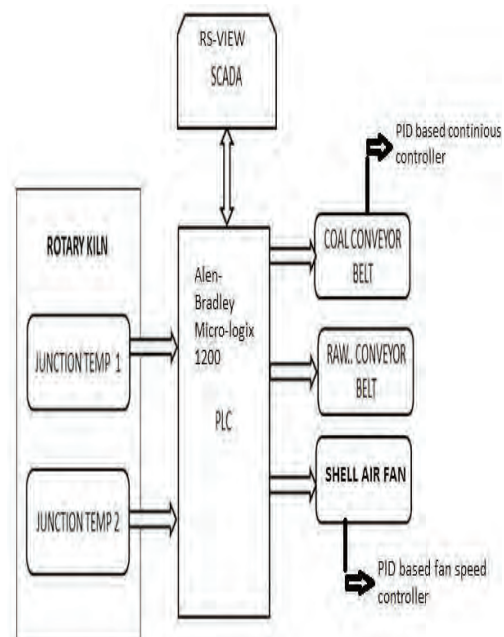 RS-VIEW
SCADA
PID based continious
controller
ROTARY KILN
JUNCTION TEMP 1
JUNCTION TEMP 2
Alen-
Bradley
Micro-logix
1200
PLC
COAL CONVEYOR
BELT
RAW.. CONVEYOR
BELT
SHELL AIR FAN
PID based fan speed
controller